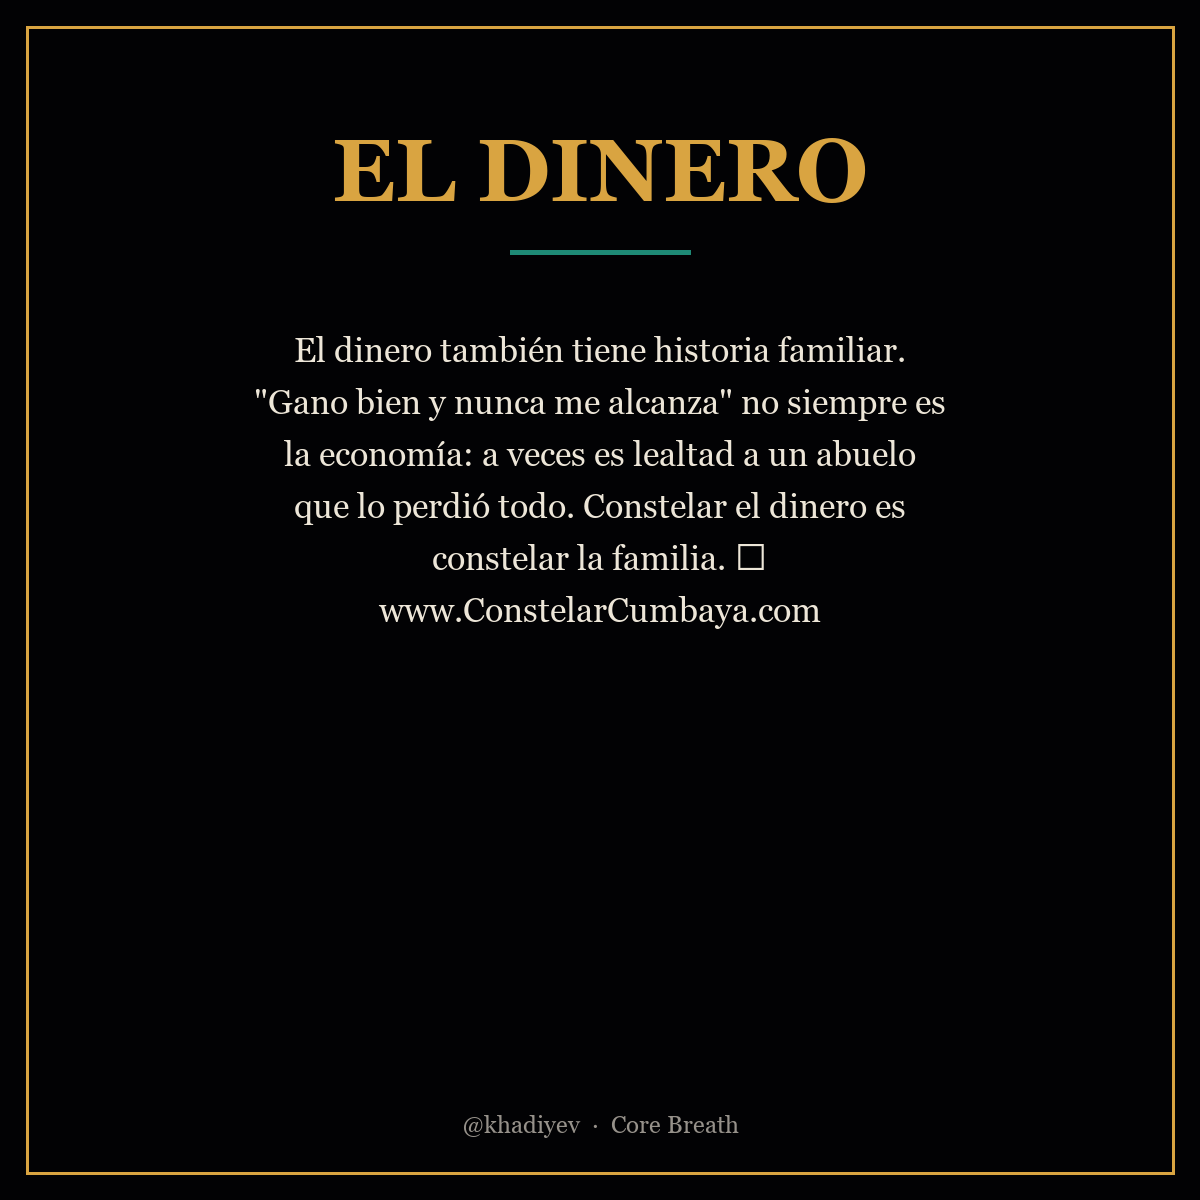 EL DINERO
El dinero también tiene historia familiar.
"Gano bien y nunca me alcanza" no siempre es
la economía: a veces es lealtad a un abuelo
que lo perdió todo. Constelar el dinero es
constelar la familia. □
www.ConstelarCumbaya.com
@khadiyev · Core Breath